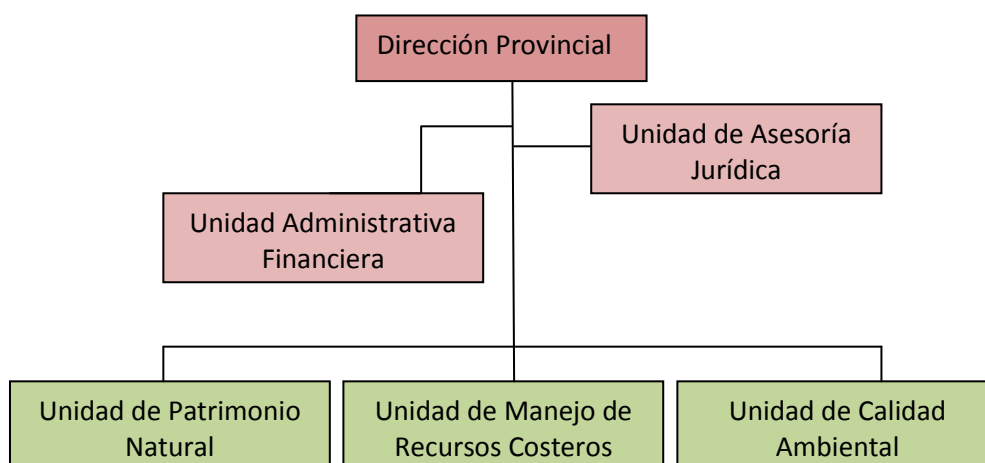 Dirección Provincial
Unidad de Asesoría
Jurídica
Unidad Administrativa
Financiera
Unidad de Patrimonio
Natural
Unidad de Manejo de
Recursos Costeros
Unidad de Calidad
Ambiental